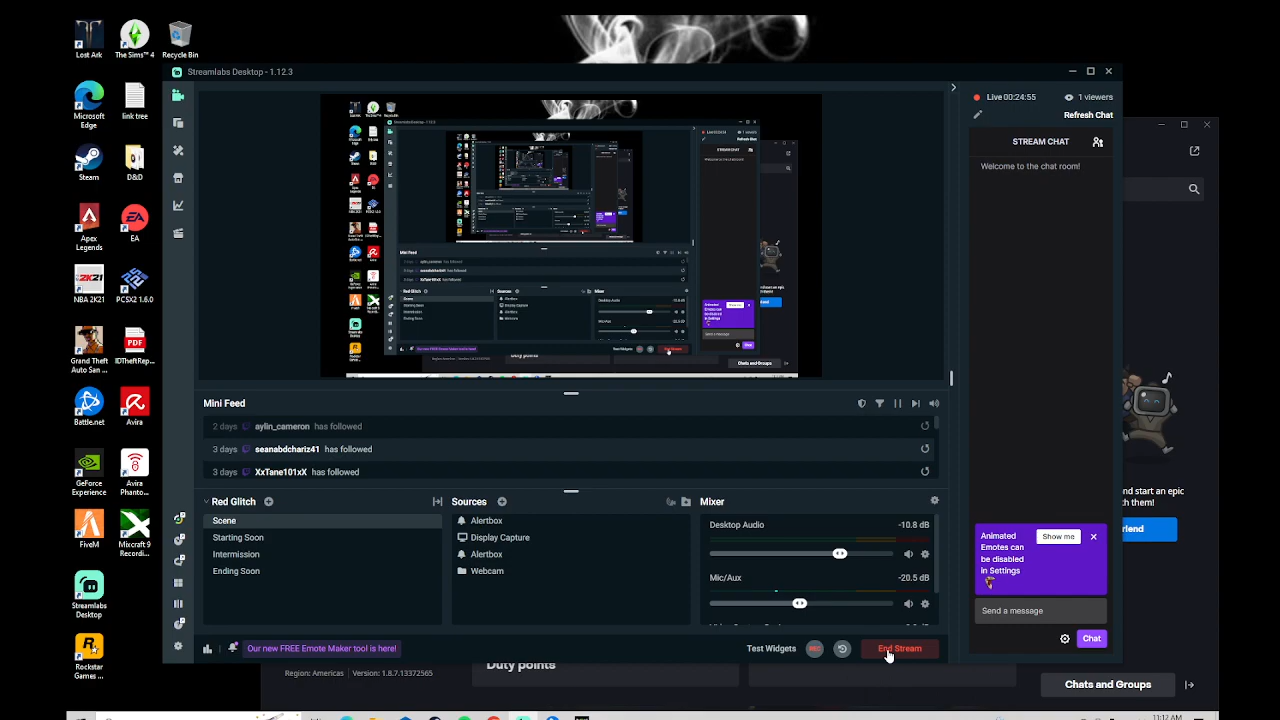 Lost Ark
The Sims™ 4
Recycle Bin
Microsoft
Edge
link tree
Steam
D&D
Apex
Legends
EA
NBA 2K21
PCSX2 1.6.0
Grand Theft
Auto San ...
IDTheftRep...
Battle.net
Avira
GeForce
Experience
Avira
Phanto...
FiveM
Mixcraft 9
Recordi...
Streamlabs
Desktop
Rockstar
Games ...
Streamlabs Desktop - 1.12.3
Live 00:24:55
1 viewers
Refresh Chat
STREAM CHAT
Welcome to the chat room!
Mini Feed
2 days aylin_cameron has followed
3 days seanabdchariz41 has followed
3 days XxTane101xX has followed
Red Glitch
Scene
Starting Soon
Intermission
Ending Soon
Sources
Alertbox
Display Capture
Alertbox
Webcam
Mixer
Desktop Audio -10.8 dB
Mic/Aux -20.5 dB
Animated
Emotes can
be disabled
in Settings
Show me
Send a message
Chat
Our new FREE Emote Maker tool is here!
Test Widgets
REC
End Stream
and start an epic
Region: Americas
Version: 1.8.7.13372565
Duty points
Chats and Groups
11:12 AM